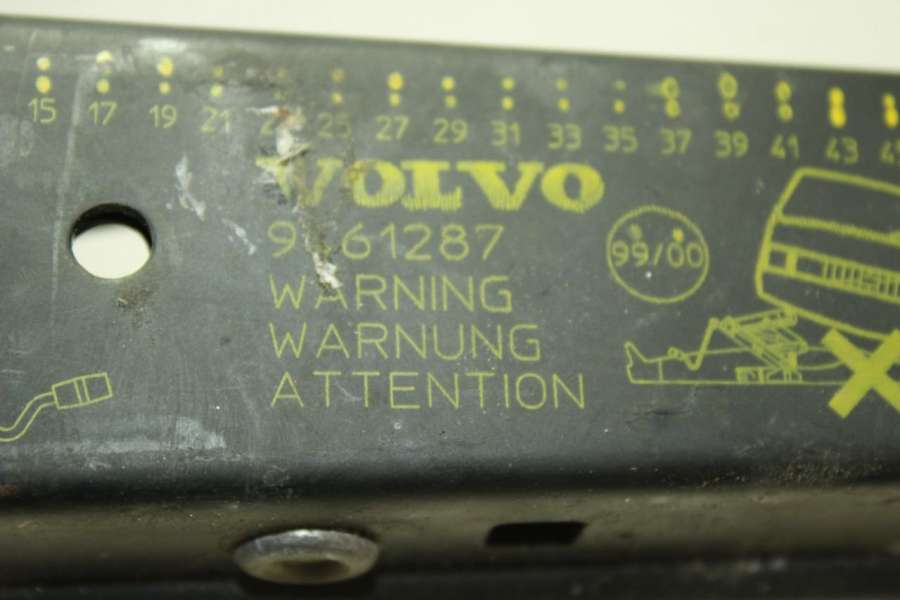 15 17 19 21 25 27 29 31 33 35 37 39 41 43
VOLVO
99/00
WARNING
WARNUNG
ATTENTION